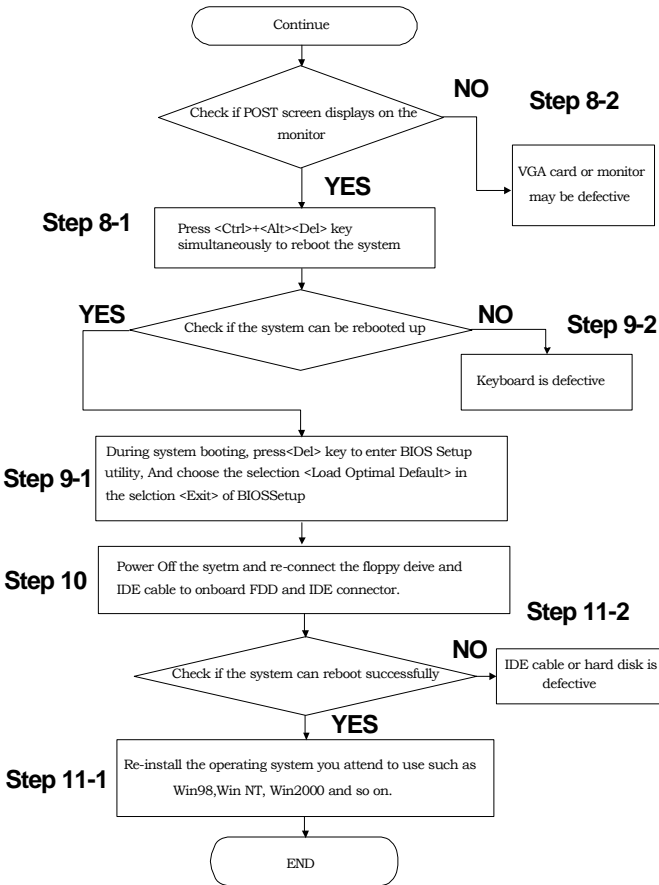 Continue
Check if POST screen displays on the
monitor
NO
Step 8-2
VGA card or monitor
may be defective
YES
Step 8-1
Press <Ctrl>+<Alt><Del> key
simultaneously to reboot the system
YES
Check if the system can be rebooted up
NO
Step 9-2
Keyboard is defective
Step 9-1
During system booting, press<Del> key to enter BIOS Setup
utility, And choose the selection <Load Optimal Default> in
the selction <Exit> of BIOSSetup
Step 10
Power Off the sytm and re-connect the floppy deive and
IDE cable to onboard FDD and IDE connector.
Step 11-2
Check if the system can reboot successfully
NO
IDE cable or hard disk is
defective
YES
Step 11-1
Re-install the operating system you attend to use such as
Win98,Win NT, Win2000 and so on.
END